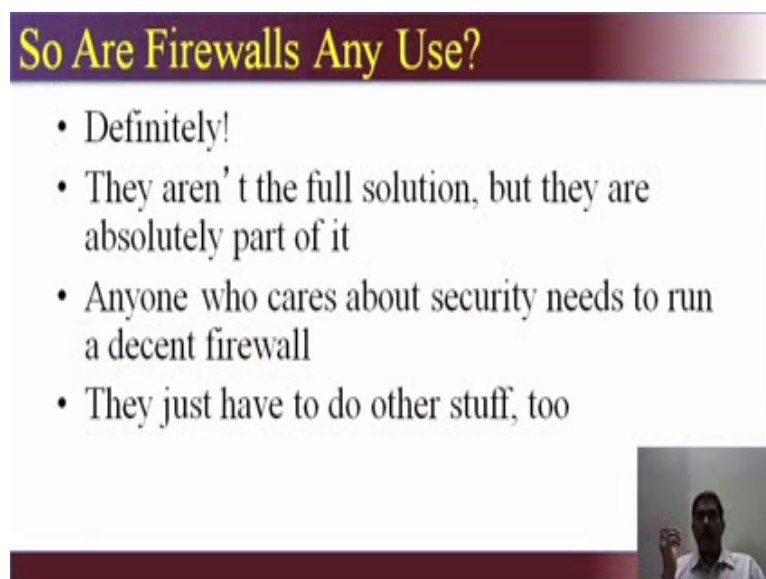 So Are Firewalls Any Use?
• Definitely!
• They aren't the full solution, but they are
absolutely part of it
• Anyone who cares about security needs to run
a decent firewall
• They just have to do other stuff, too